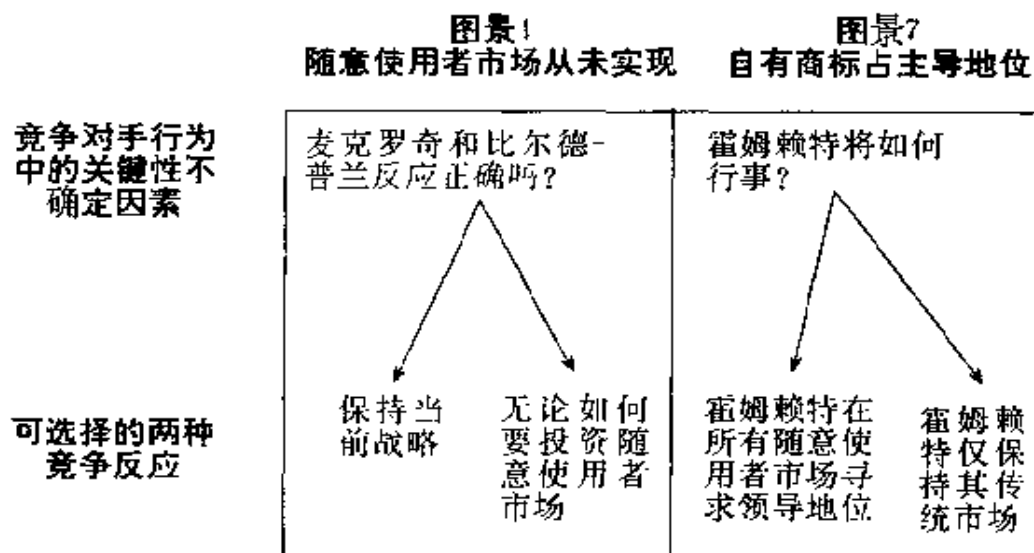 图景1
随意使用者市场从未实现
图景7
自有商标占主导地位
竞争对手行为
中的关键性不
确定因素
麦克罗奇和比尔德-
普兰反应正确吗?
霍姆赖特将如何
行事?
可选择的两种
竞争反应
保持当
前战略
无论如何
要投资随
意使用者
市场
霍姆赖特在
所有随意使
用者市场寻
求领导地位
霍姆赖
特仅保
持其传
统市场